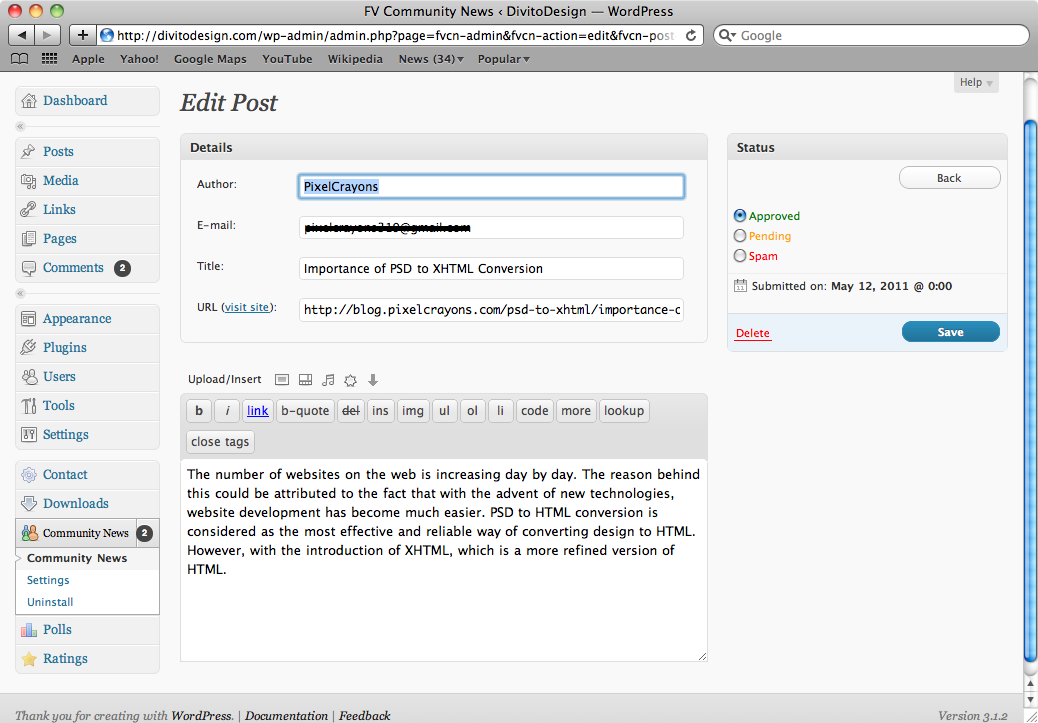 FV Community News ‹ DivitoDesign — WordPress
http://divitodesign.com/wp-admin/admin.php?page=fvcn-admin&fvcn-action=edit&fvcn-post
Google
Apple Yahoo! Google Maps YouTube Wikipedia News (34) Popular
Help
Dashboard
Posts
Media
Links
Pages
Comments 2
Appearance
Plugins
Users
Tools
Settings
Contact
Downloads
Community News 2
Community News
Settings
Uninstall
Polls
Ratings
Edit Post
Details
Author: PixelCrayons
E-mail:
Title: Importance of PSD to XHTML Conversion
URL (visit site): http://blog.pixelcrayons.com/psd-to-xhtml/importance-o
Upload/Insert
b i link b-quote del ins img ul ol li code more lookup
close tags
The number of websites on the web is increasing day by day. The reason behind
this could be attributed to the fact that with the advent of new technologies,
website development has become much easier. PSD to HTML conversion is
considered as the most effective and reliable way of converting design to HTML.
However, with the introduction of XHTML, which is a more refined version of
HTML.
Status
Back
Approved
Pending
Spam
Submitted on: May 12, 2011 @ 0:00
Delete Save
Thank you for creating with WordPress. | Documentation | Feedback
Version 3.1.2